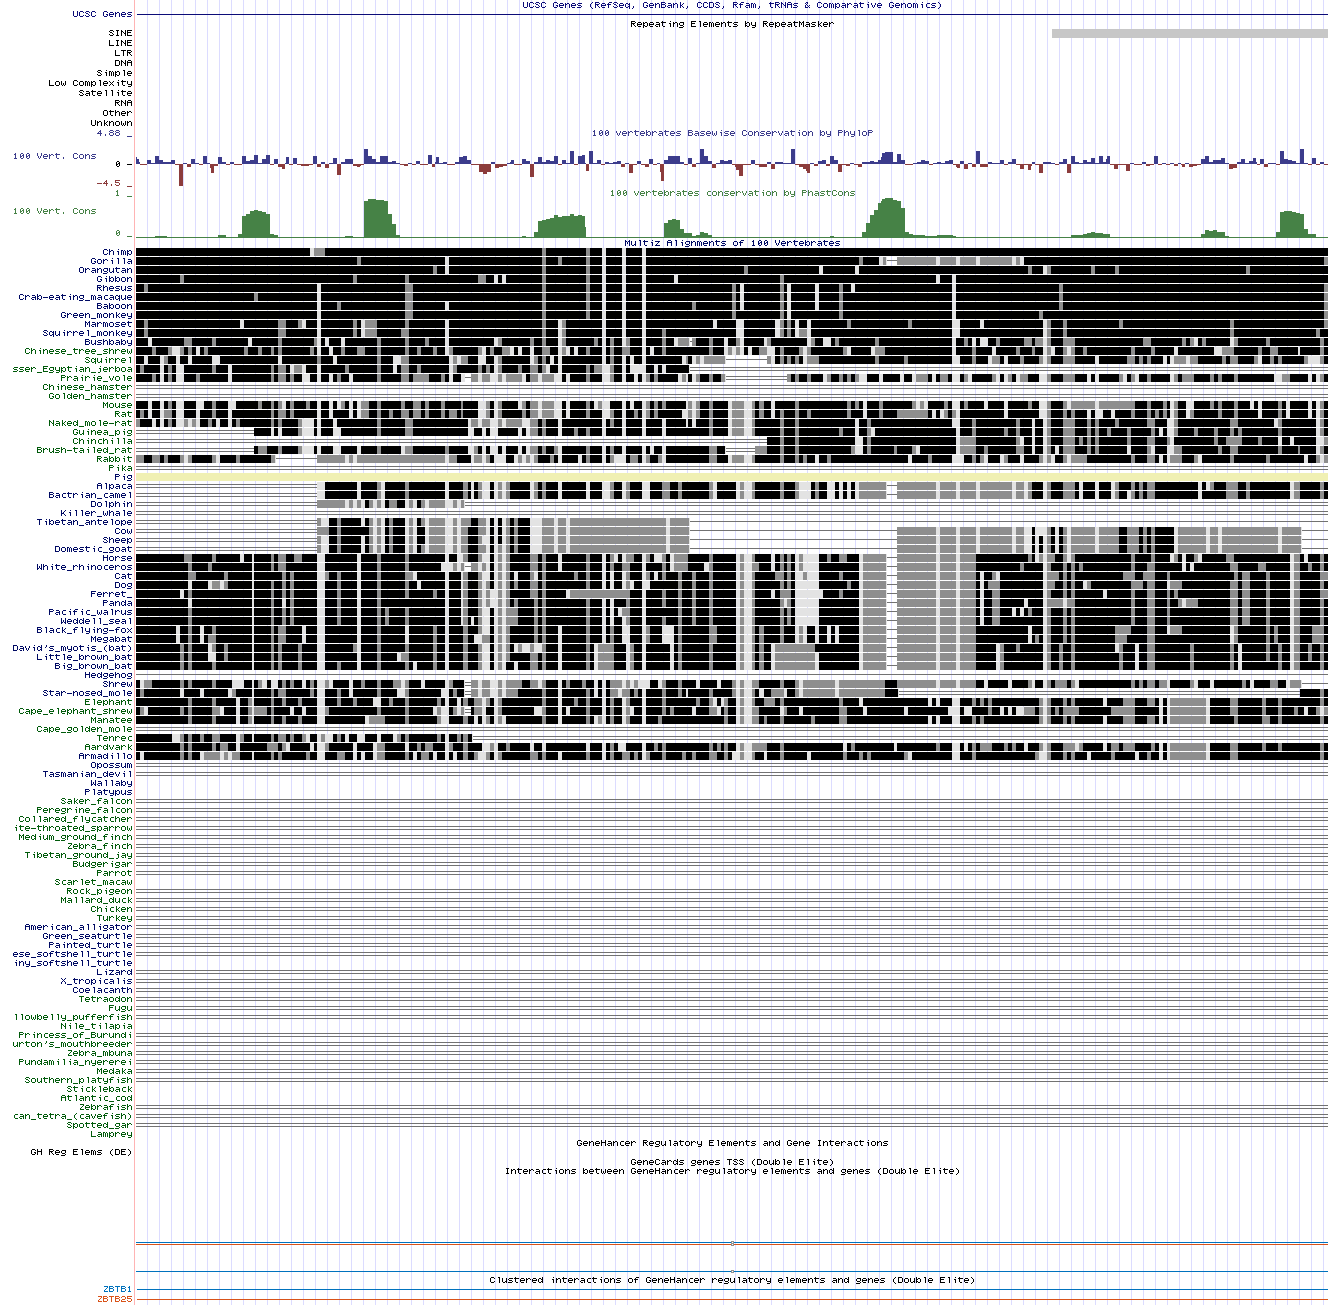 UCSC Genes (RefSeq, GenBank, CCDS, Rfam, tRNAs & Comparative Genomics)
UCSC Genes
Repeating Elements by RepeatMasker
SINE
LINE
LTR
DNA
Simple
Low Complexity
Satellite
RNA
Other
Unknown
4.88 _
100 vertebrates Basewise Conservation by PhyloP
100 Vert. Cons
0 _
-4.5 _
100 vertebrates conservation by PhastCons
1 _
100 Vert. Cons
0 _
Multiz Alignments of 100 Vertebrates
Chimp
Gorilla
Orangutan
Gibbon
Rhesus
Crab-eating_macaque
Baboon
Green_monkey
Marmoset
Squirrel_monkey
Bushbaby
Chinese_tree_shrew
Squirrel
sser_Egyptian_jerboa
Prairie_vole
Chinese_hamster
Golden_hamster
Mouse
Rat
Naked_mole-rat
Guinea_pig
Chinchilla
Brush-tailed_rat
Rabbit
Pika
Pig
Alpaca
Bactrian_camel
Dolphin
Killer_whale
Tibetan_antelope
Cow
Sheep
Domestic_goat
Horse
White_rhinoceros
Cat
Dog
Ferret_
Panda
Pacific_walrus
Weddell_seal
Black_flying-fox
Megabat
David's_myotis_(bat)
Little_brown_bat
Big_brown_bat
Hedgehog
Shrew
Star-nosed_mole
Elephant
Cape_elephant_shrew
Manatee
Cape_golden_mole
Tenrec
Aardvark
Armadillo
Opossum
Tasmanian_devil
Wallaby
Platypus
Saker_falcon
Peregrine_falcon
Collared_flycatcher
ite-throated_sparrow
Medium_ground_finch
Zebra_finch
Tibetan_ground_jay
Budgerigar
Parrot
Scarlet_macaw
Rock_pigeon
Mallard_duck
Chicken
Turkey
American_alligator
Green_seaturtle
Painted_turtle
ese_softshell_turtle
iny_softshell_turtle
Lizard
X_tropicalis
Coelacanth
Tetraodon
Fugu
llowbelly_pufferfish
Nile_tilapia
Princess_of_Burundi
urton's_mouthbreeder
Zebra_mbuna
Pundamilia_nyererei
Medaka
Southern_platyfish
Stickleback
Atlantic_cod
Zebrafish
can_tetra_(cavefish)
Spotted_gar
Lamprey
GeneHancer Regulatory Elements and Gene Interactions
GH Reg Elems (DE)
GeneCards genes TSS (Double Elite)
Interactions between GeneHancer regulatory elements and genes (Double Elite)
Clustered interactions of GeneHancer regulatory elements and genes (Double Elite)
ZBTB1
ZBTB25